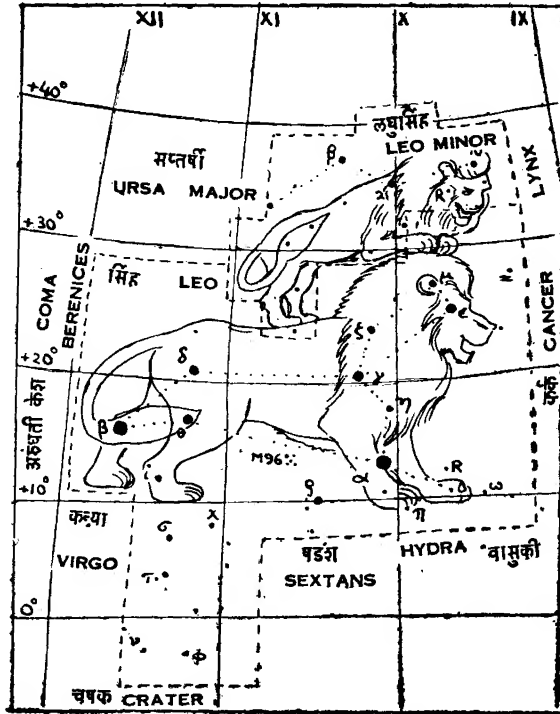 XII XI X IX
+40°
लघुसिंह
LEO MINOR
LYNX
सप्तर्षी
URSA MAJOR
β
R
+30°
COMA
BERENICES
सिंह LEO
μ
ε
CANCER
कर्क
ξ
+20°
δ
γ
η
अरुंधती केश
β
θ
M96
α
R
ο
ω
+10°
ρ
π
कन्या
VIRGO
σ
χ
षडंश
SEXTANS
HYDRA वासुकी
τ
0°
ν
φ
चषक CRATER